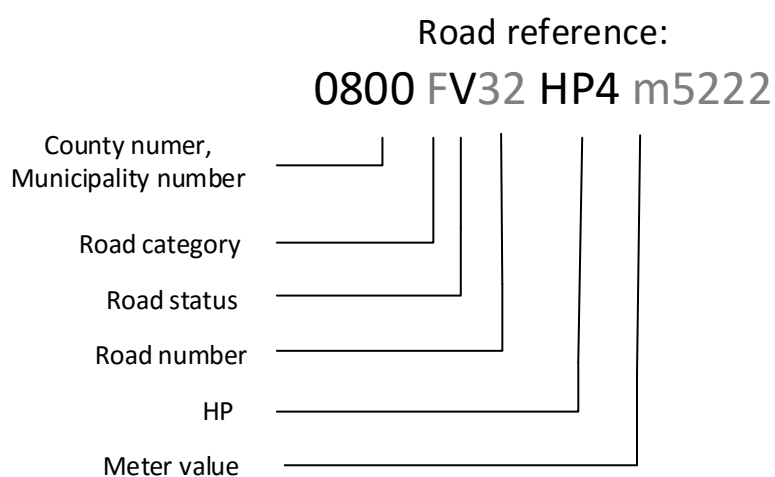 Road reference:
0800 FV32 HP4 m5222
County numer,
Municipality number
Road category
Road status
Road number
HP
Meter value